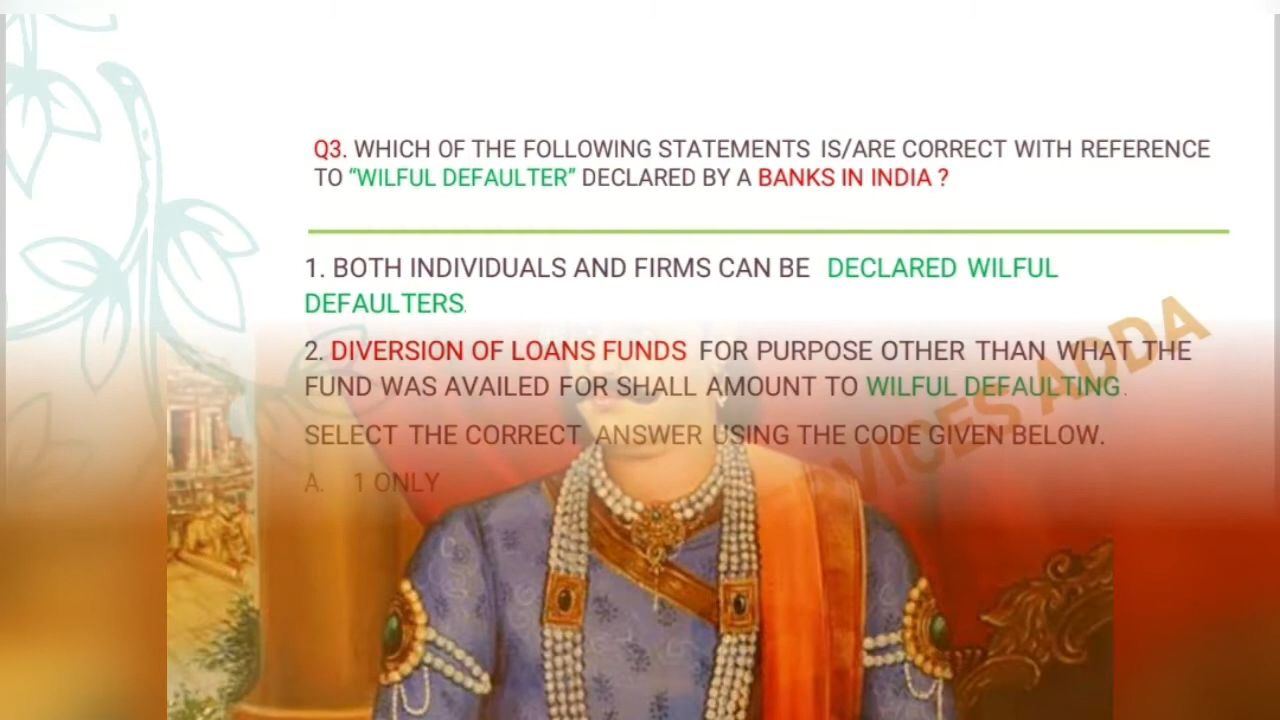 Q3. WHICH OF THE FOLLOWING STATEMENTS IS/ARE CORRECT WITH REFERENCE
TO “WILFUL DEFAULTER” DECLARED BY A BANKS IN INDIA ?
1. BOTH INDIVIDUALS AND FIRMS CAN BE DECLARED WILFUL
DEFAULTERS.
2. DIVERSION OF LOANS FUNDS FOR PURPOSE OTHER THAN WHAT THE
FUND WAS AVAILED FOR SHALL AMOUNT TO WILFUL DEFAULTING.
SELECT THE CORRECT ANSWER USING THE CODE GIVEN BELOW.
A. 1 ONLY
ADDA